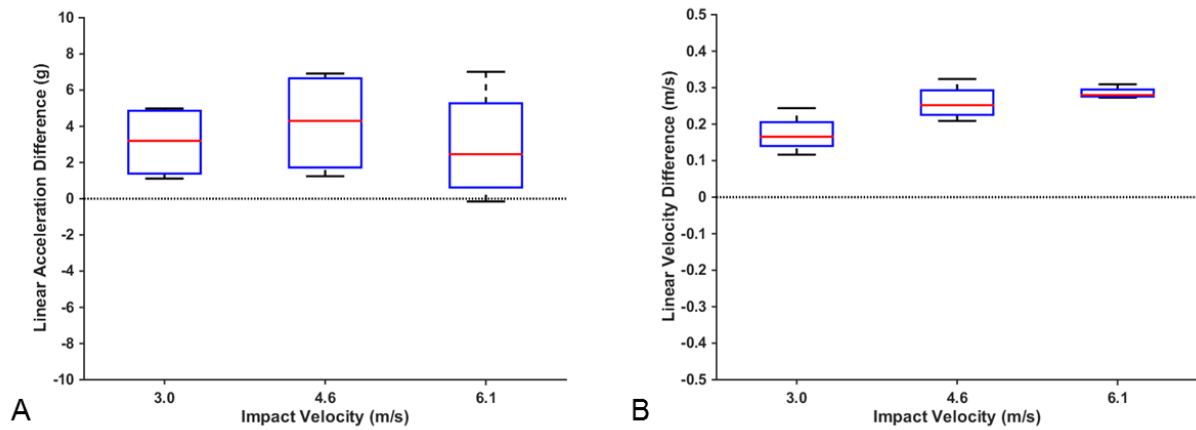 Linear Acceleration Difference (g)
10
8
6
4
2
0
-2
-4
-6
-8
-10
3.0 4.6 6.1
Impact Velocity (m/s)
A
Linear Velocity Difference (m/s)
0.5
0.4
0.3
0.2
0.1
0
-0.1
-0.2
-0.3
-0.4
-0.5
3.0 4.6 6.1
Impact Velocity (m/s)
B